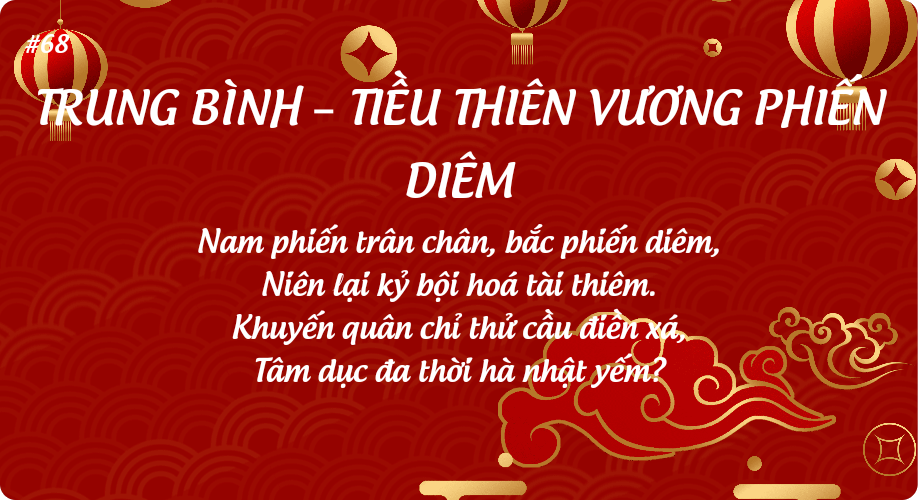 #68
TRUNG BÌNH – TIỀU THIÊN VƯƠNG PHIẾN
DIÊM
Nam phiến trân chân, bắc phiến diêm,
Niên lại kỷ bội hoá tài thiêm.
Khuyến quân chỉ thử cầu điền xá,
Tâm dục đa thời hà nhật yếm?